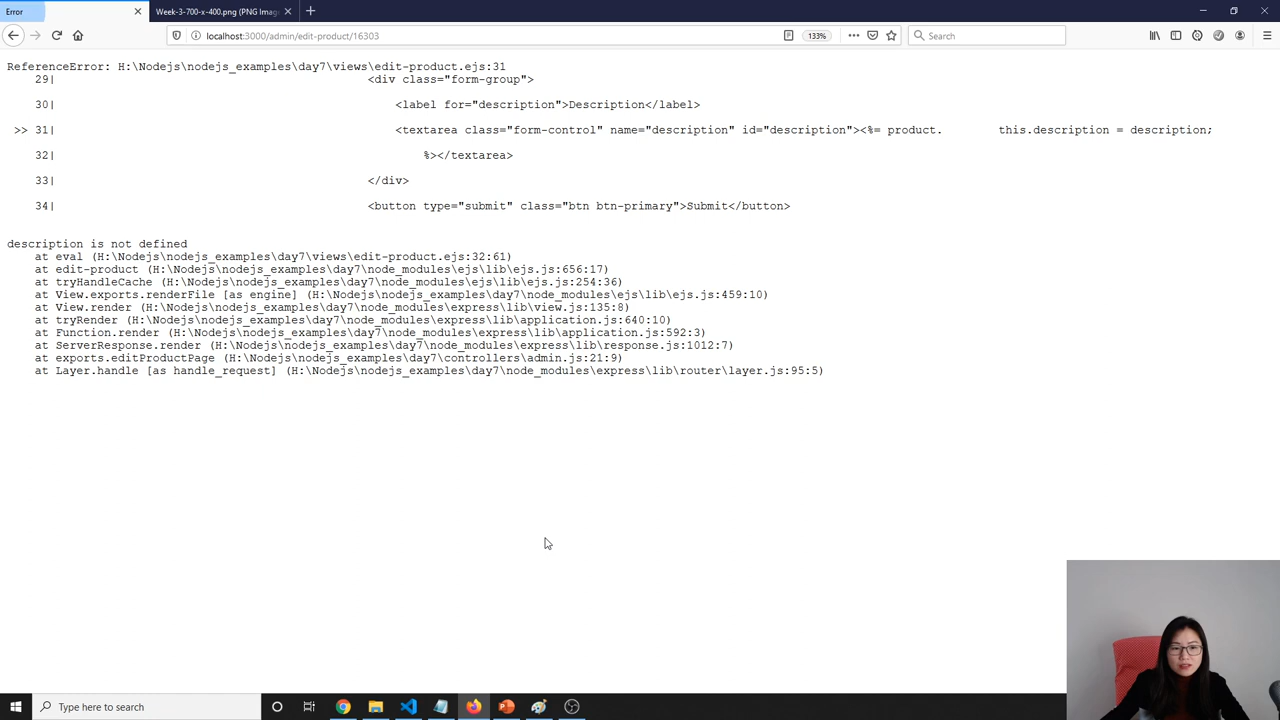 Error
Week-3-700-x-400.png (PNG Imag
localhost:3000/admin/edit-product/16303
133%
Search
ReferenceError: H:\Nodejs\nodejs_examples\day7\views\edit-product.ejs:31
29| <div class="form-group">
30| <label for="description">Description</label>
>> 31| <textarea class="form-control" name="description" id="description"><%= product. this.description = description;
32| %></textarea>
33| </div>
34| <button type="submit" class="btn btn-primary">Submit</button>
description is not defined
at eval (H:\Nodejs\nodejs_examples\day7\views\edit-product.ejs:32:61)
at edit-product (H:\Nodejs\nodejs_examples\day7\node_modules\ejs\lib\ejs.js:656:17)
at tryHandleCache (H:\Nodejs\nodejs_examples\day7\node_modules\ejs\lib\ejs.js:254:36)
at View.exports.renderFile [as engine] (H:\Nodejs\nodejs_examples\day7\node_modules\ejs\lib\ejs.js:459:10)
at View.render (H:\Nodejs\nodejs_examples\day7\node_modules\express\lib\view.js:135:8)
at tryRender (H:\Nodejs\nodejs_examples\day7\node_modules\express\lib\application.js:640:10)
at Function.render (H:\Nodejs\nodejs_examples\day7\node_modules\express\lib\application.js:592:3)
at ServerResponse.render (H:\Nodejs\nodejs_examples\day7\node_modules\express\lib\response.js:1012:7)
at exports.editProductPage (H:\Nodejs\nodejs_examples\day7\controllers\admin.js:21:9)
at Layer.handle [as handle_request] (H:\Nodejs\nodejs_examples\day7\node_modules\express\lib\router\layer.js:95:5)
Type here to search